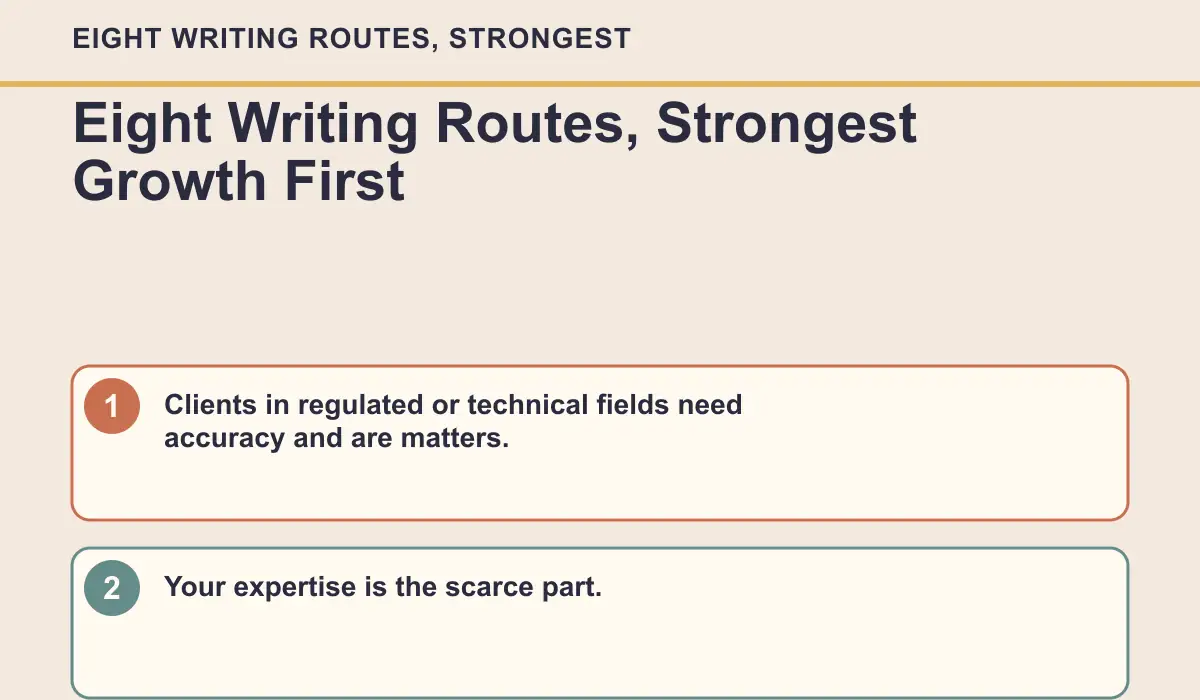 EIGHT WRITING ROUTES, STRONGEST
Eight Writing Routes, Strongest
Growth First
1
Clients in regulated or technical fields need
accuracy and are matters.
2
Your expertise is the scarce part.